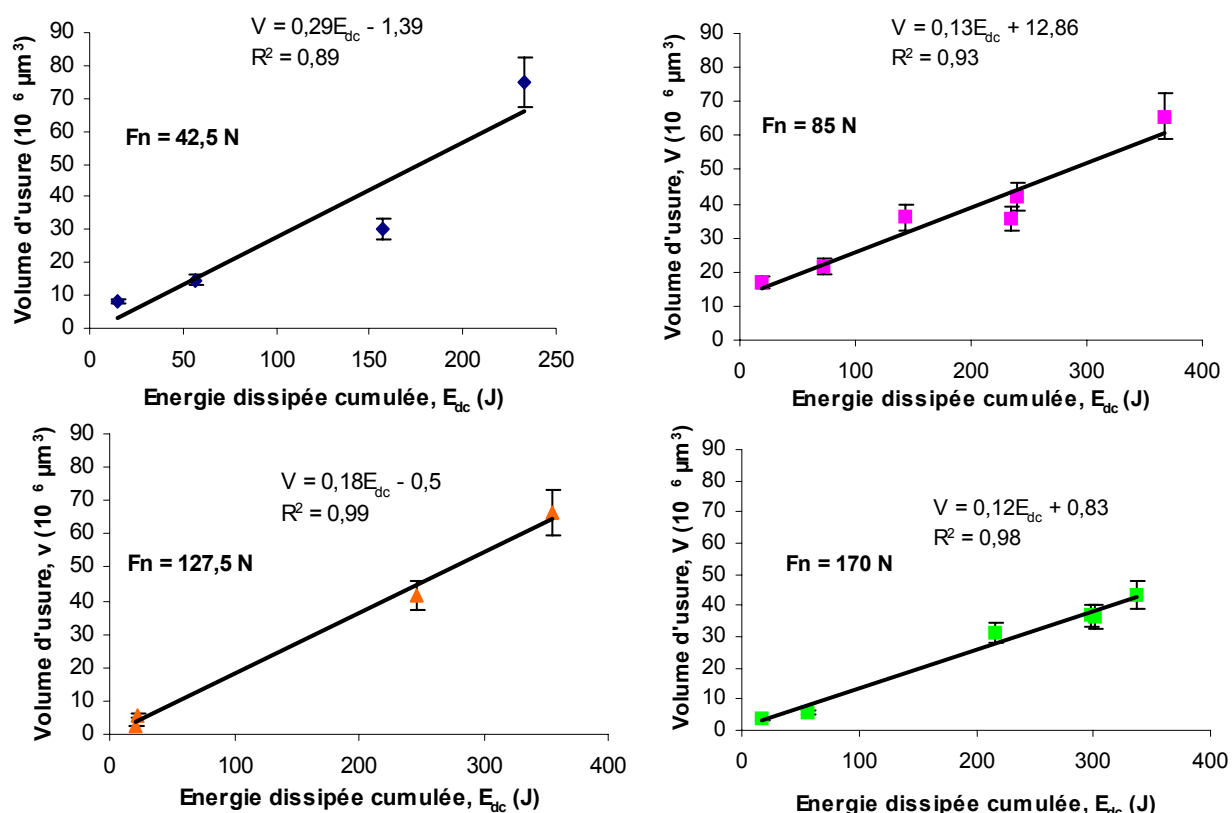 V = 0,29E_dc - 1,39
R² = 0,89
Fn = 42,5 N
Volume d'usure (10 ⁶ µm³)
90
80
70
60
50
40
30
20
10
0
0 50 100 150 200 250
Energie dissipée cumulée, E_dc (J)
V = 0,13E_dc + 12,86
R² = 0,93
Fn = 85 N
Volume d'usure, V (10 ⁶ µm³)
90
80
70
60
50
40
30
20
10
0
0 100 200 300 400
Energie dissipée cumulée, E_dc (J)
V = 0,18E_dc - 0,5
R² = 0,99
Fn = 127,5 N
Volume d'usure, v (10 ⁶ µm³)
90
80
70
60
50
40
30
20
10
0
0 100 200 300 400
Energie dissipée cumulée, E_dc (J)
V = 0,12E_dc + 0,83
R² = 0,98
Fn = 170 N
Volume d'usure, V (10 ⁶ µm³)
90
80
70
60
50
40
30
20
10
0
0 100 200 300 400
Energie dissipée cumulée, E_dc (J)